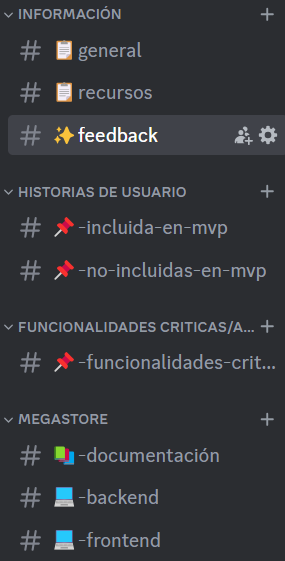 INFORMACIÓN
# 📋 general
# 📋 recursos
# ✨ feedback
HISTORIAS DE USUARIO
# 📌 -incluida-en-mvp
# 📌 -no-incluidas-en-mvp
FUNCIONALIDADES CRITICAS/A...
# 📌 -funcionalidades-crit...
MEGASTORE
# 📚 -documentación
# 💻 -backend
# 💻 -frontend